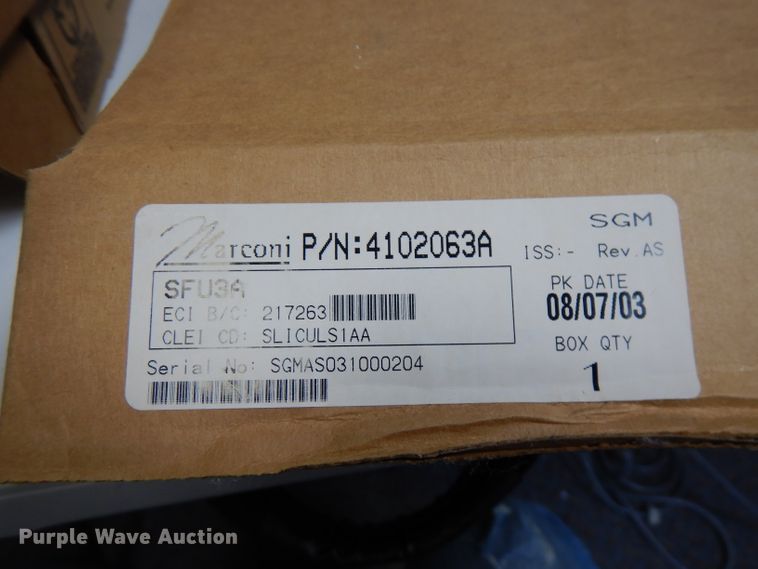 Marconi P/N:4102063A
SGM
ISS:- Rev.AS
SFU3A
ECI B/C: 217263
CLEI CD: SLICULS1AA
Serial No: SGMAS031000204
PK DATE
08/07/03
BOX QTY
1
Purple Wave Auction